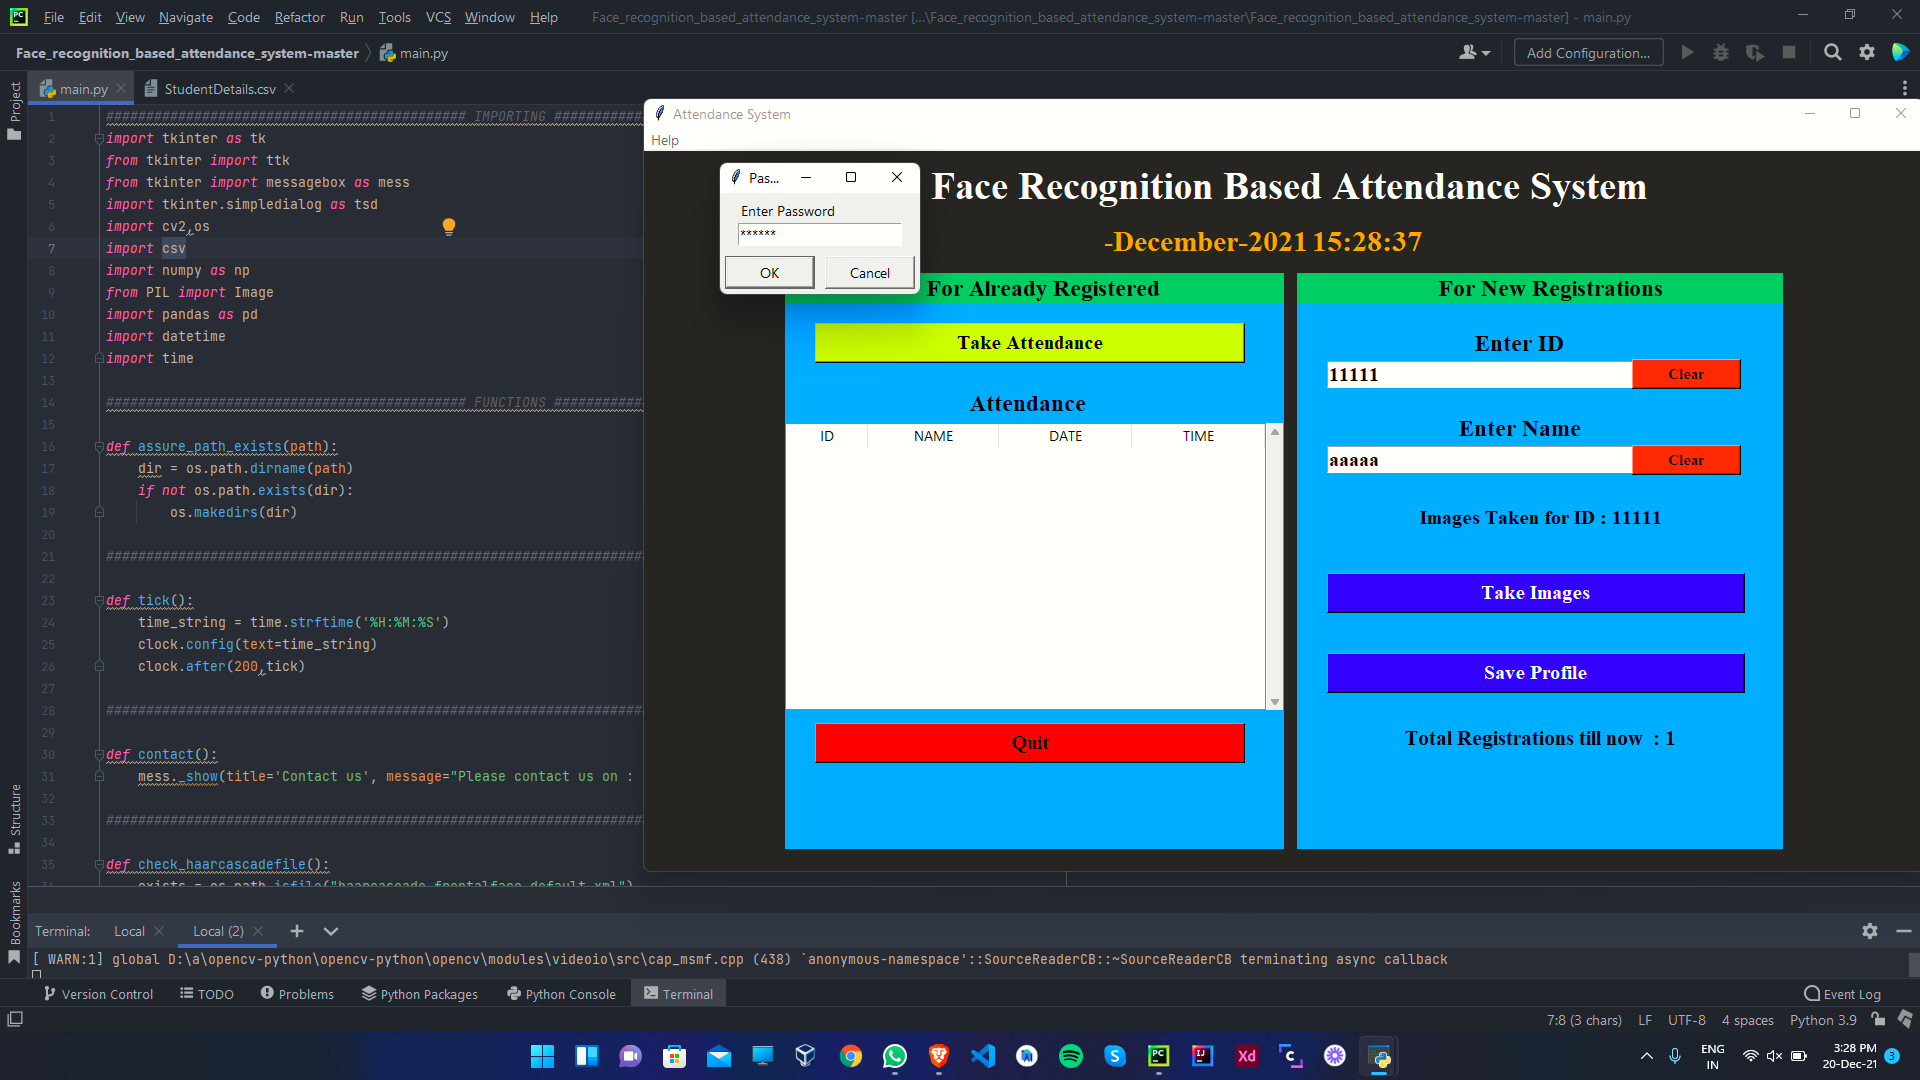 File Edit View Navigate Code Refactor Run Tools VCS Window Help Face_recognition_based_attendance_system-master [...\Face_recognition_based_attendance_system-master\Face_recognition_based_attendance_system-master] - main.py
Face_recognition_based_attendance_system-master main.py Add Configuration...
main.py StudentDetails.csv
Project
Structure
Bookmarks
1 ############################################# IMPORTING ###########
2 import tkinter as tk
3 from tkinter import ttk
4 from tkinter import messagebox as mess
5 import tkinter.simpledialog as tsd
6 import cv2,os
7 import csv
8 import numpy as np
9 from PIL import Image
10 import pandas as pd
11 import datetime
12 import time
13
14 ############################################# FUNCTIONS ###########
15
16 def assure_path_exists(path):
17 dir = os.path.dirname(path)
18 if not os.path.exists(dir):
19 os.makedirs(dir)
20
21 ###################################################################
22
23 def tick():
24 time_string = time.strftime('%H:%M:%S')
25 clock.config(text=time_string)
26 clock.after(200,tick)
27
28 ###################################################################
29
30 def contact():
31 mess._show(title='Contact us', message="Please contact us on :
32
33 ###################################################################
34
35 def check_haarcascadefile():
exists = os.path.isfile("haarcascade_frontalface_default.xml")
Attendance System
Help
Pas...
Enter Password
******
OK Cancel
Face Recognition Based Attendance System
-December-2021 15:28:37
For Already Registered
Take Attendance
Attendance
ID NAME DATE TIME
Quit
For New Registrations
Enter ID
11111 Clear
Enter Name
aaaaa Clear
Images Taken for ID : 11111
Take Images
Save Profile
Total Registrations till now : 1
Terminal: Local Local (2)
[ WARN:1] global D:\a\opencv-python\opencv-python\opencv\modules\videoio\src\cap_msmf.cpp (438) `anonymous-namespace'::SourceReaderCB::~SourceReaderCB terminating async callback
Version Control TODO Problems Python Packages Python Console Terminal Event Log
7:8 (3 chars) LF UTF-8 4 spaces Python 3.9
ENG
IN
3:28 PM
20-Dec-21
3